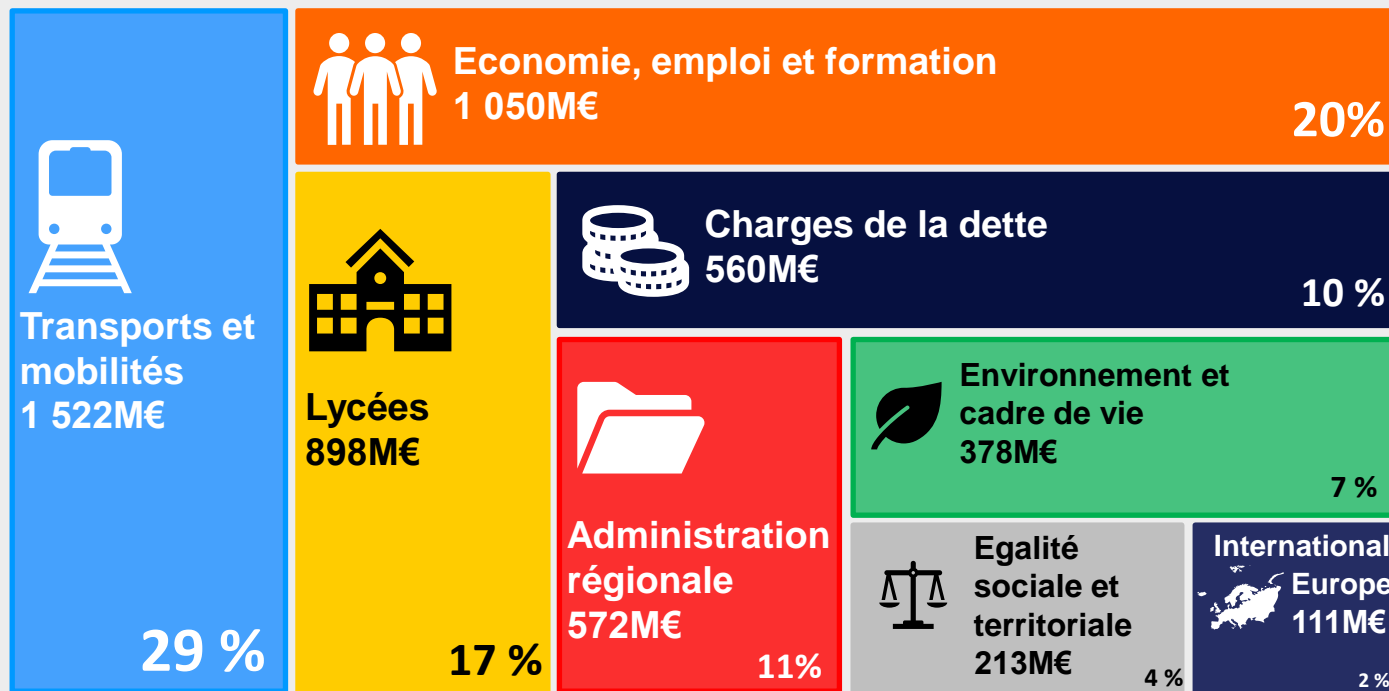 Transports et
mobilités
1 522M€
29 %
Economie, emploi et formation
1 050M€
20%
Lycées
898M€
17 %
Charges de la dette
560M€
10 %
Administration
régionale
572M€
11%
Environnement et
cadre de vie
378M€
7 %
Egalité
sociale et
territoriale
213M€
4 %
International
Europe
111M€
2 %